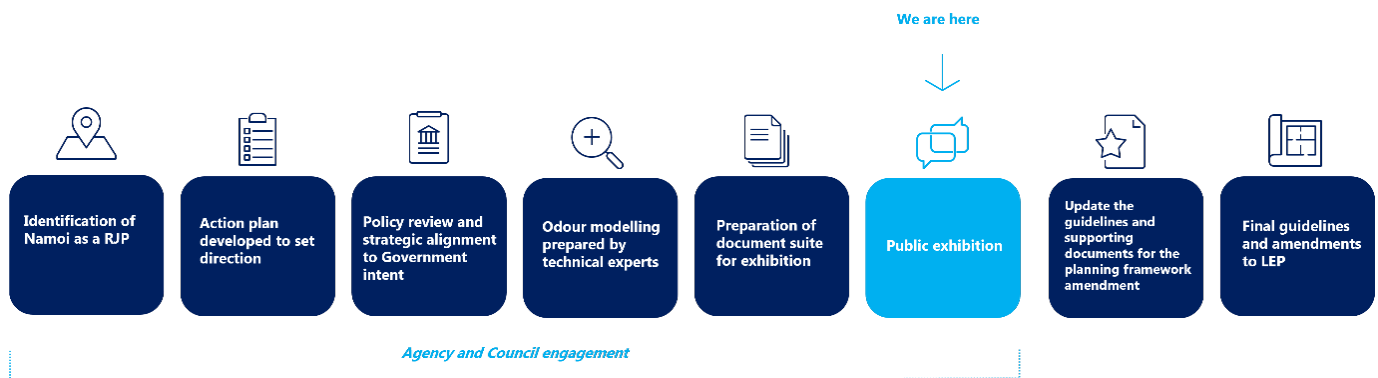 We are here
Identification of
Namoi as a RJP
Action plan
developed to set
direction
Policy review and
strategic alignment
to Government
intent
Odour modelling
prepared by
technical experts
Preparation of
document suite
for exhibition
Public exhibition
Update the
guidelines and
supporting
documents for the
planning framework
amendment
Final guidelines
and amendments
to LEP
Agency and Council engagement